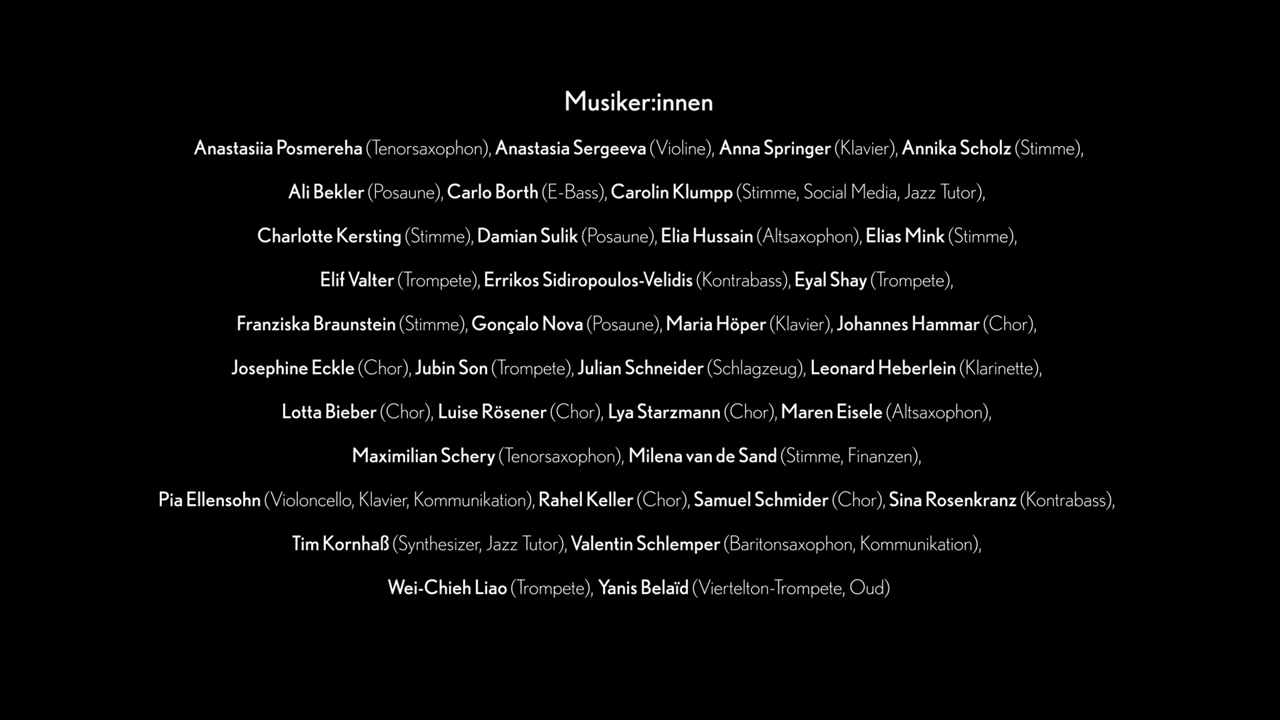 Musiker:innen
Anastasiia Posmereha (Tenorsaxophon), Anastasia Sergeeva (Violine), Anna Springer (Klavier), Annika Scholz (Stimme),
Ali Bekler (Posaune), Carlo Borth (E-Bass), Carolin Klumpp (Stimme, Social Media, Jazz Tutor),
Charlotte Kersting (Stimme), Damian Sulik (Posaune), Elia Hussain (Altsaxophon), Elias Mink (Stimme),
Elif Valter (Trompete), Errikos Sidiropoulos-Velidis (Kontrabass), Eyal Shay (Trompete),
Franziska Braunstein (Stimme), Gonçalo Nova (Posaune), Maria Höper (Klavier), Johannes Hammar (Chor),
Josephine Eckle (Chor), Jubin Son (Trompete), Julian Schneider (Schlagzeug), Leonard Heberlein (Klarinette),
Lotta Bieber (Chor), Luise Rösener (Chor), Lya Starzmann (Chor), Maren Eisele (Altsaxophon),
Maximilian Schery (Tenorsaxophon), Milena van de Sand (Stimme, Finanzen),
Pia Ellensohn (Violoncello, Klavier, Kommunikation), Rahel Keller (Chor), Samuel Schmider (Chor), Sina Rosenkranz (Kontrabass),
Tim Kornhaß (Synthesizer, Jazz Tutor), Valentin Schlemper (Baritonsaxophon, Kommunikation),
Wei-Chieh Liao (Trompete), Yanis Belaïd (Viertelton-Trompete, Oud)